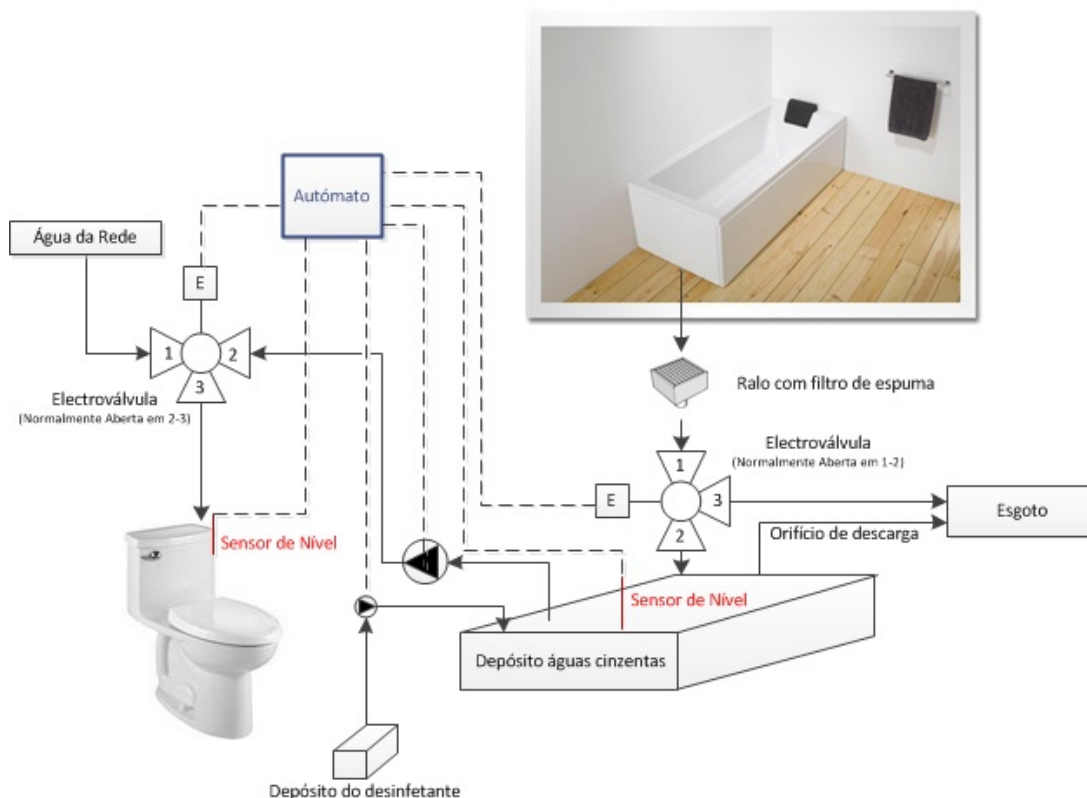 Autómato
Água da Rede
E
1
2
3
Electroválvula
(Normalmente Aberta em 2-3)
Ralo com filtro de espuma
Electroválvula
(Normalmente Aberta em 1-2)
1
E
3
2
Esgoto
Orifício de descarga
Sensor de Nível
Sensor de Nível
Depósito águas cinzentas
Depósito do desinfetante